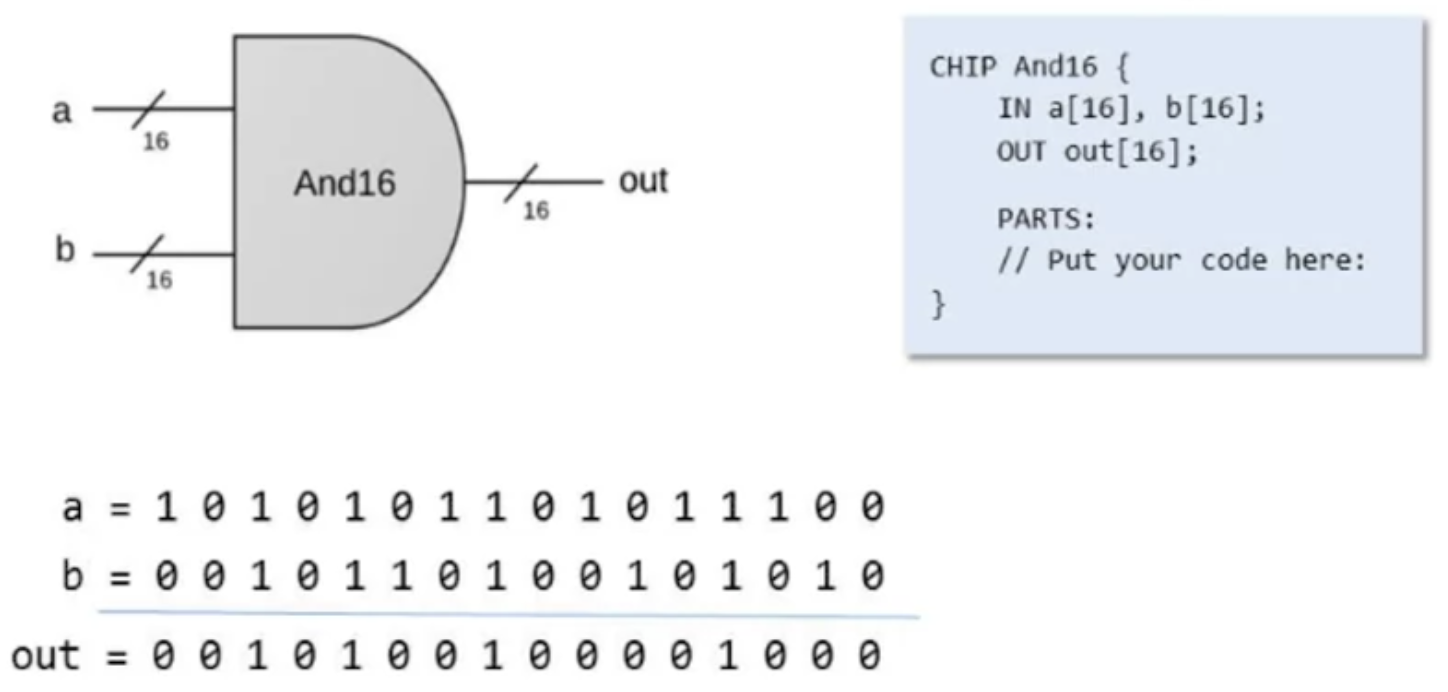 a
16
And16
16
out
b
16
CHIP And16 {
IN a[16], b[16];
OUT out[16];
PARTS:
// Put your code here:
}
a = 1 0 1 0 1 0 1 1 0 1 0 1 1 1 0 0
b = 0 0 1 0 1 1 0 1 0 0 1 0 1 0 1 0
out = 0 0 1 0 1 0 0 1 0 0 0 0 1 0 0 0